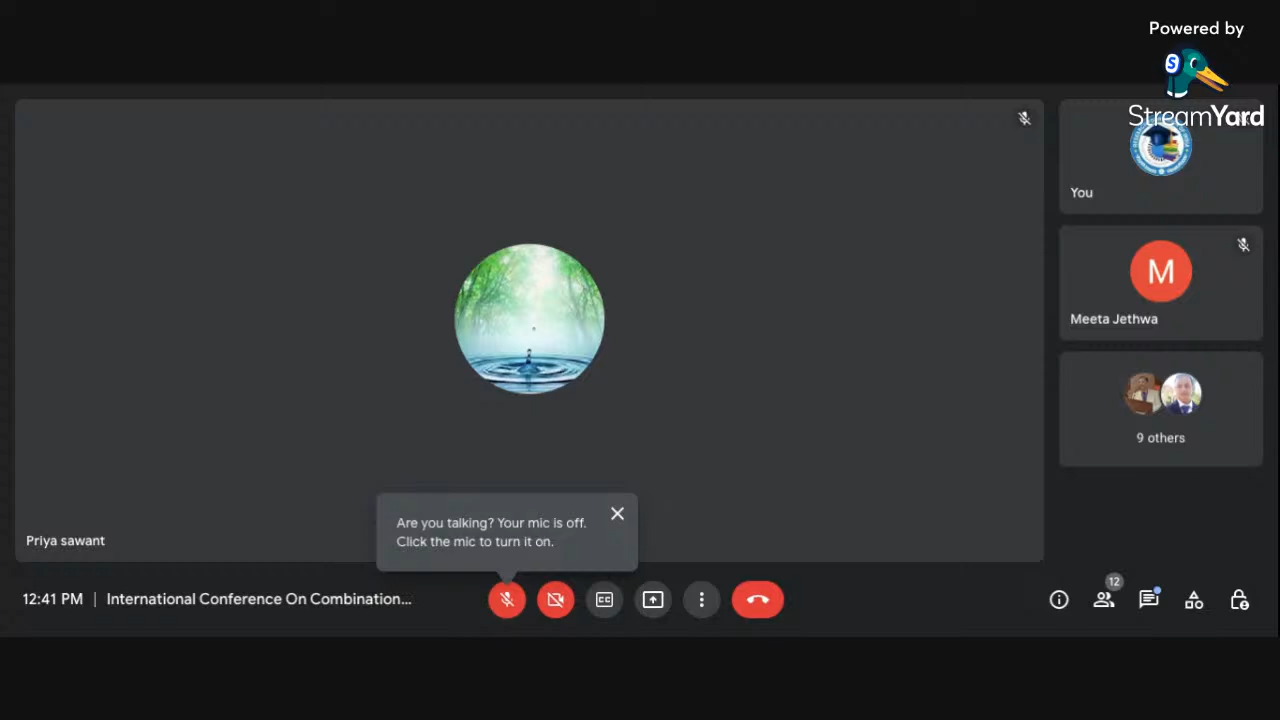 Powered by
StreamYard
You
M
Meeta Jethwa
9 others
Are you talking? Your mic is off.
Click the mic to turn it on.
Priya sawant
12:41 PM | International Conference On Combination...
CC
12